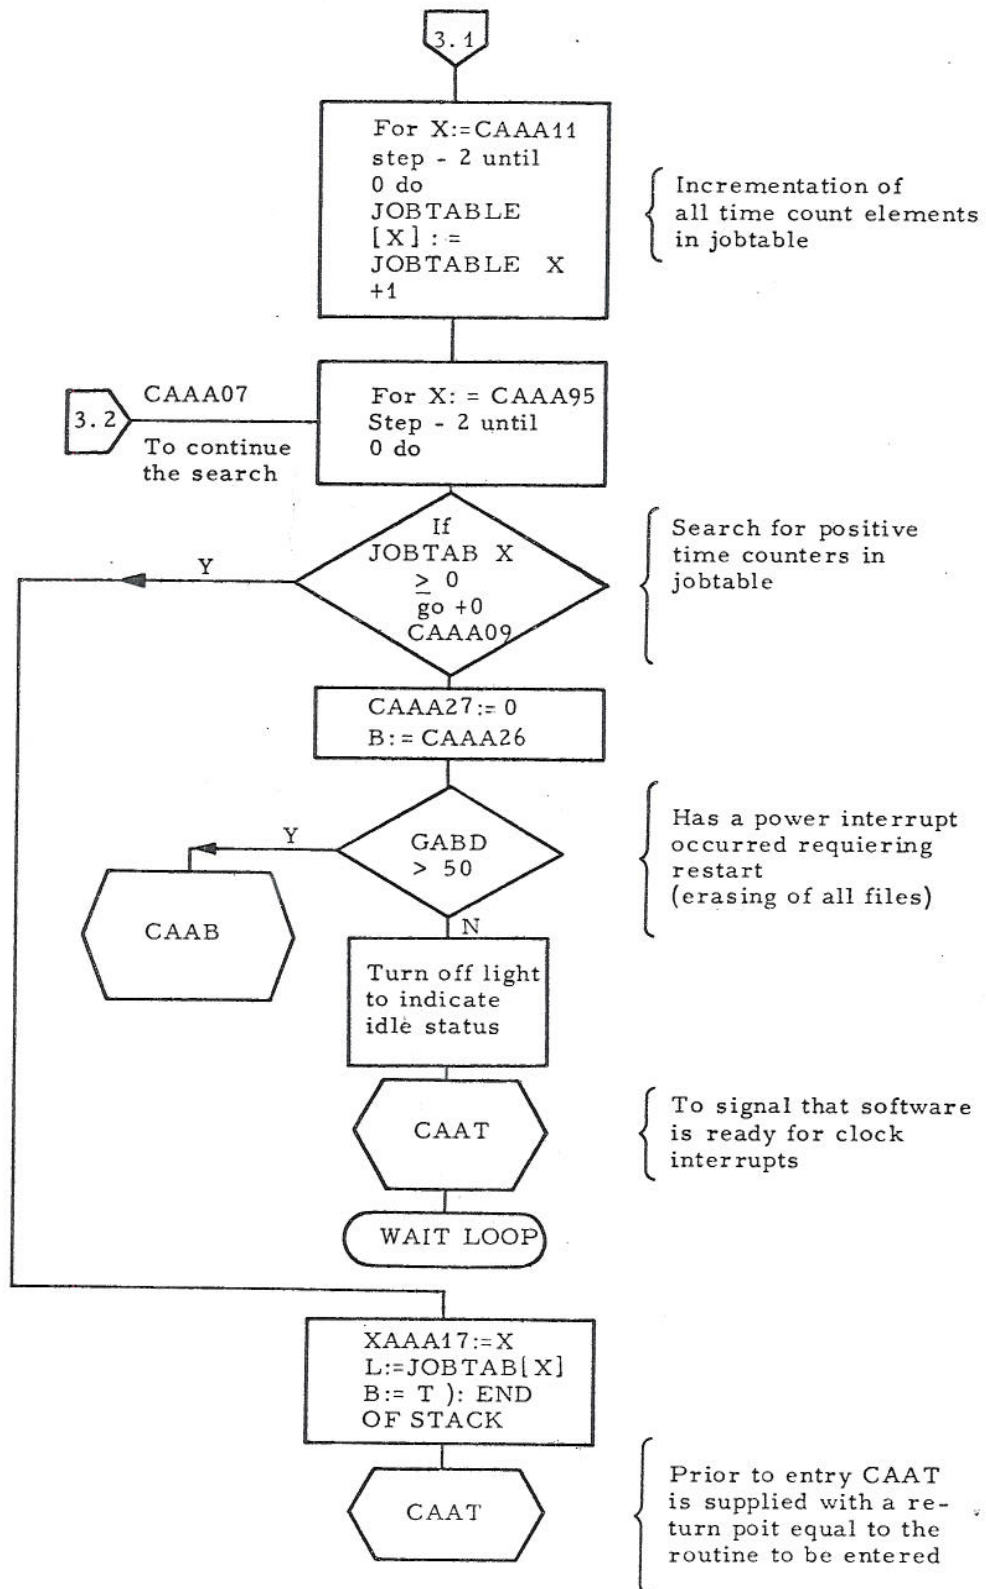 3.1
For X:=CAAA11
step - 2 until
0 do
JOBTABLE
[X] :=
JOBTABLE X
+1
Incrementation of
all time count elements
in jobtable
3.2
CAAA07
To continue
the search
For X: = CAAA95
Step - 2 until
0 do
If
JOBTAB X
≥ 0
go +0
CAAA09
Y
Search for positive
time counters in
jobtable
CAAA27:= 0
B:= CAAA26
GABD
> 50
Y
N
Has a power interrupt
occurred requiering
restart
(erasing of all files)
CAAB
Turn off light
to indicate
idle status
CAAT
To signal that software
is ready for clock
interrupts
WAIT LOOP
XAAA17:=X
L:=JOBTAB[X]
B:= T ): END
OF STACK
CAAT
Prior to entry CAAT
is supplied with a re-
turn poit equal to the
routine to be entered